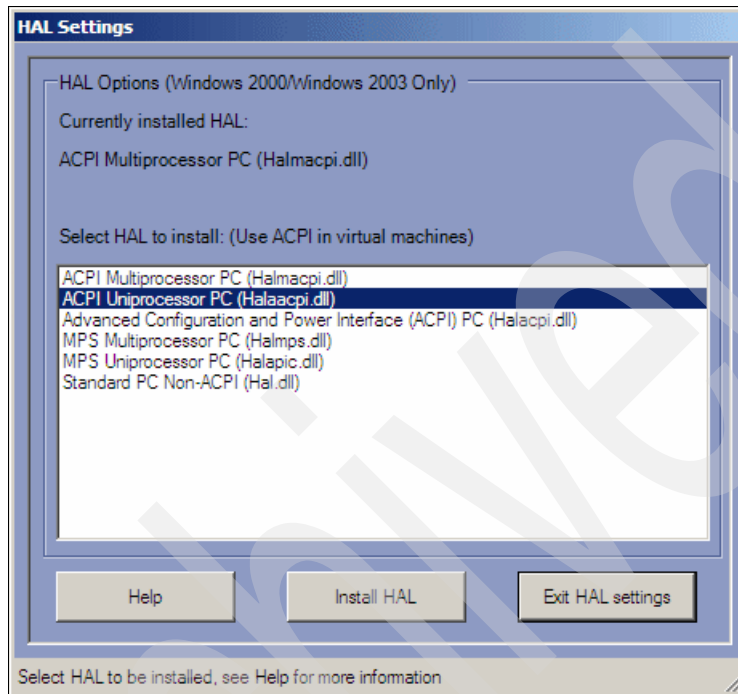 HAL Settings
HAL Options (Windows 2000/Windows 2003 Only)
Currently installed HAL:
ACPI Multiprocessor PC (Halmacpi.dll)
Select HAL to install: (Use ACPI in virtual machines)
ACPI Multiprocessor PC (Halmacpi.dll)
ACPI Uniprocessor PC (Halaacpi.dll)
Advanced Configuration and Power Interface (ACPI) PC (Halacpi.dll)
MPS Multiprocessor PC (Halmps.dll)
MPS Uniprocessor PC (Halapic.dll)
Standard PC Non-ACPI (Hal.dll)
Help
Install HAL
Exit HAL settings
Select HAL to be installed, see Help for more information